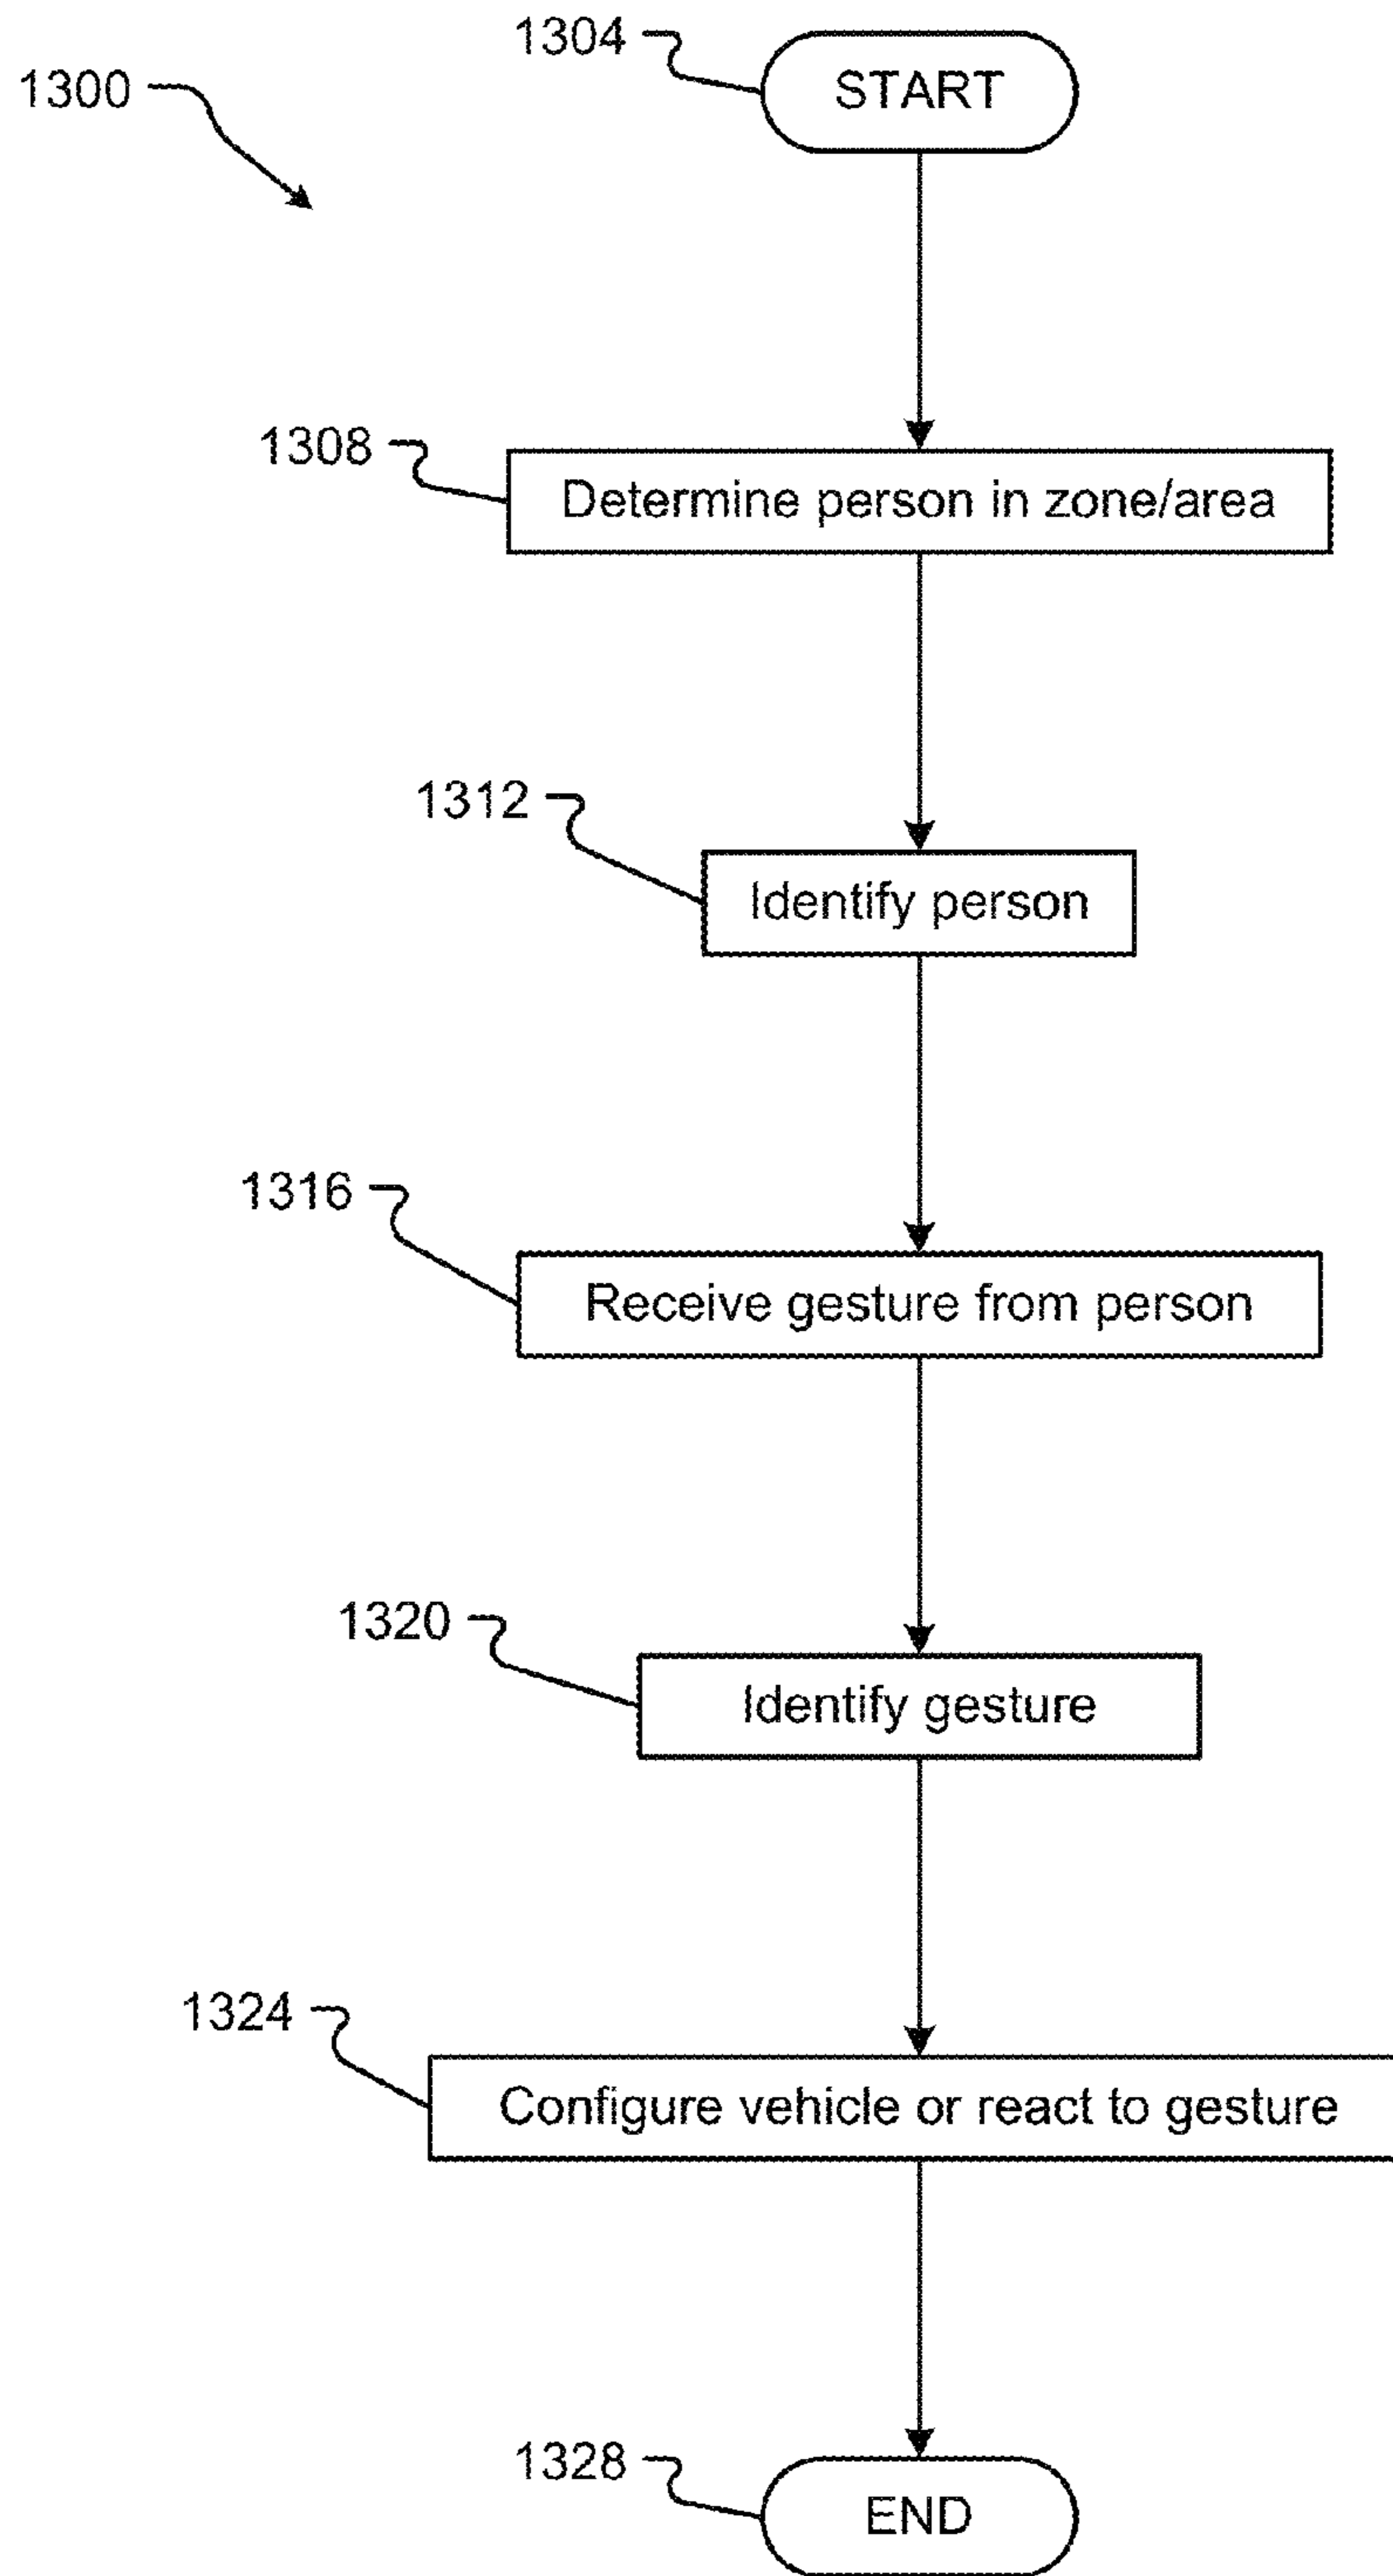 1300
1304
START
1308
Determine person in zone/area
1312
Identify person
1316
Receive gesture from person
1320
Identify gesture
1324
Configure vehicle or react to gesture
1328
END